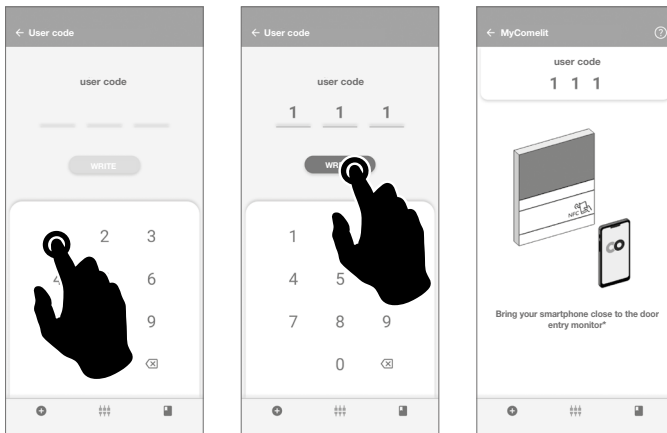 ← User code
user code
WRITE
2 3
4 6
9
← User code
user code
1 1 1
1
4 5
7 8 9
0
← MyComelit ?
user code
1 1 1
NFC
Bring your smartphone close to the door
entry monitor*